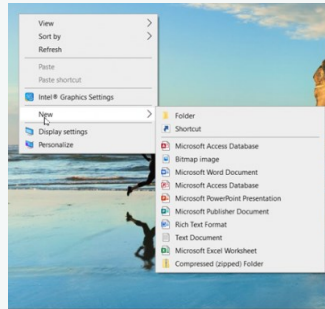 View
Sort by
Refresh
Paste
Paste shortcut
Intel® Graphics Settings
New
Display settings
Personalize
Folder
Shortcut
Microsoft Access Database
Bitmap image
Microsoft Word Document
Microsoft Access Database
Microsoft PowerPoint Presentation
Microsoft Publisher Document
Rich Text Format
Text Document
Microsoft Excel Worksheet
Compressed (zipped) Folder